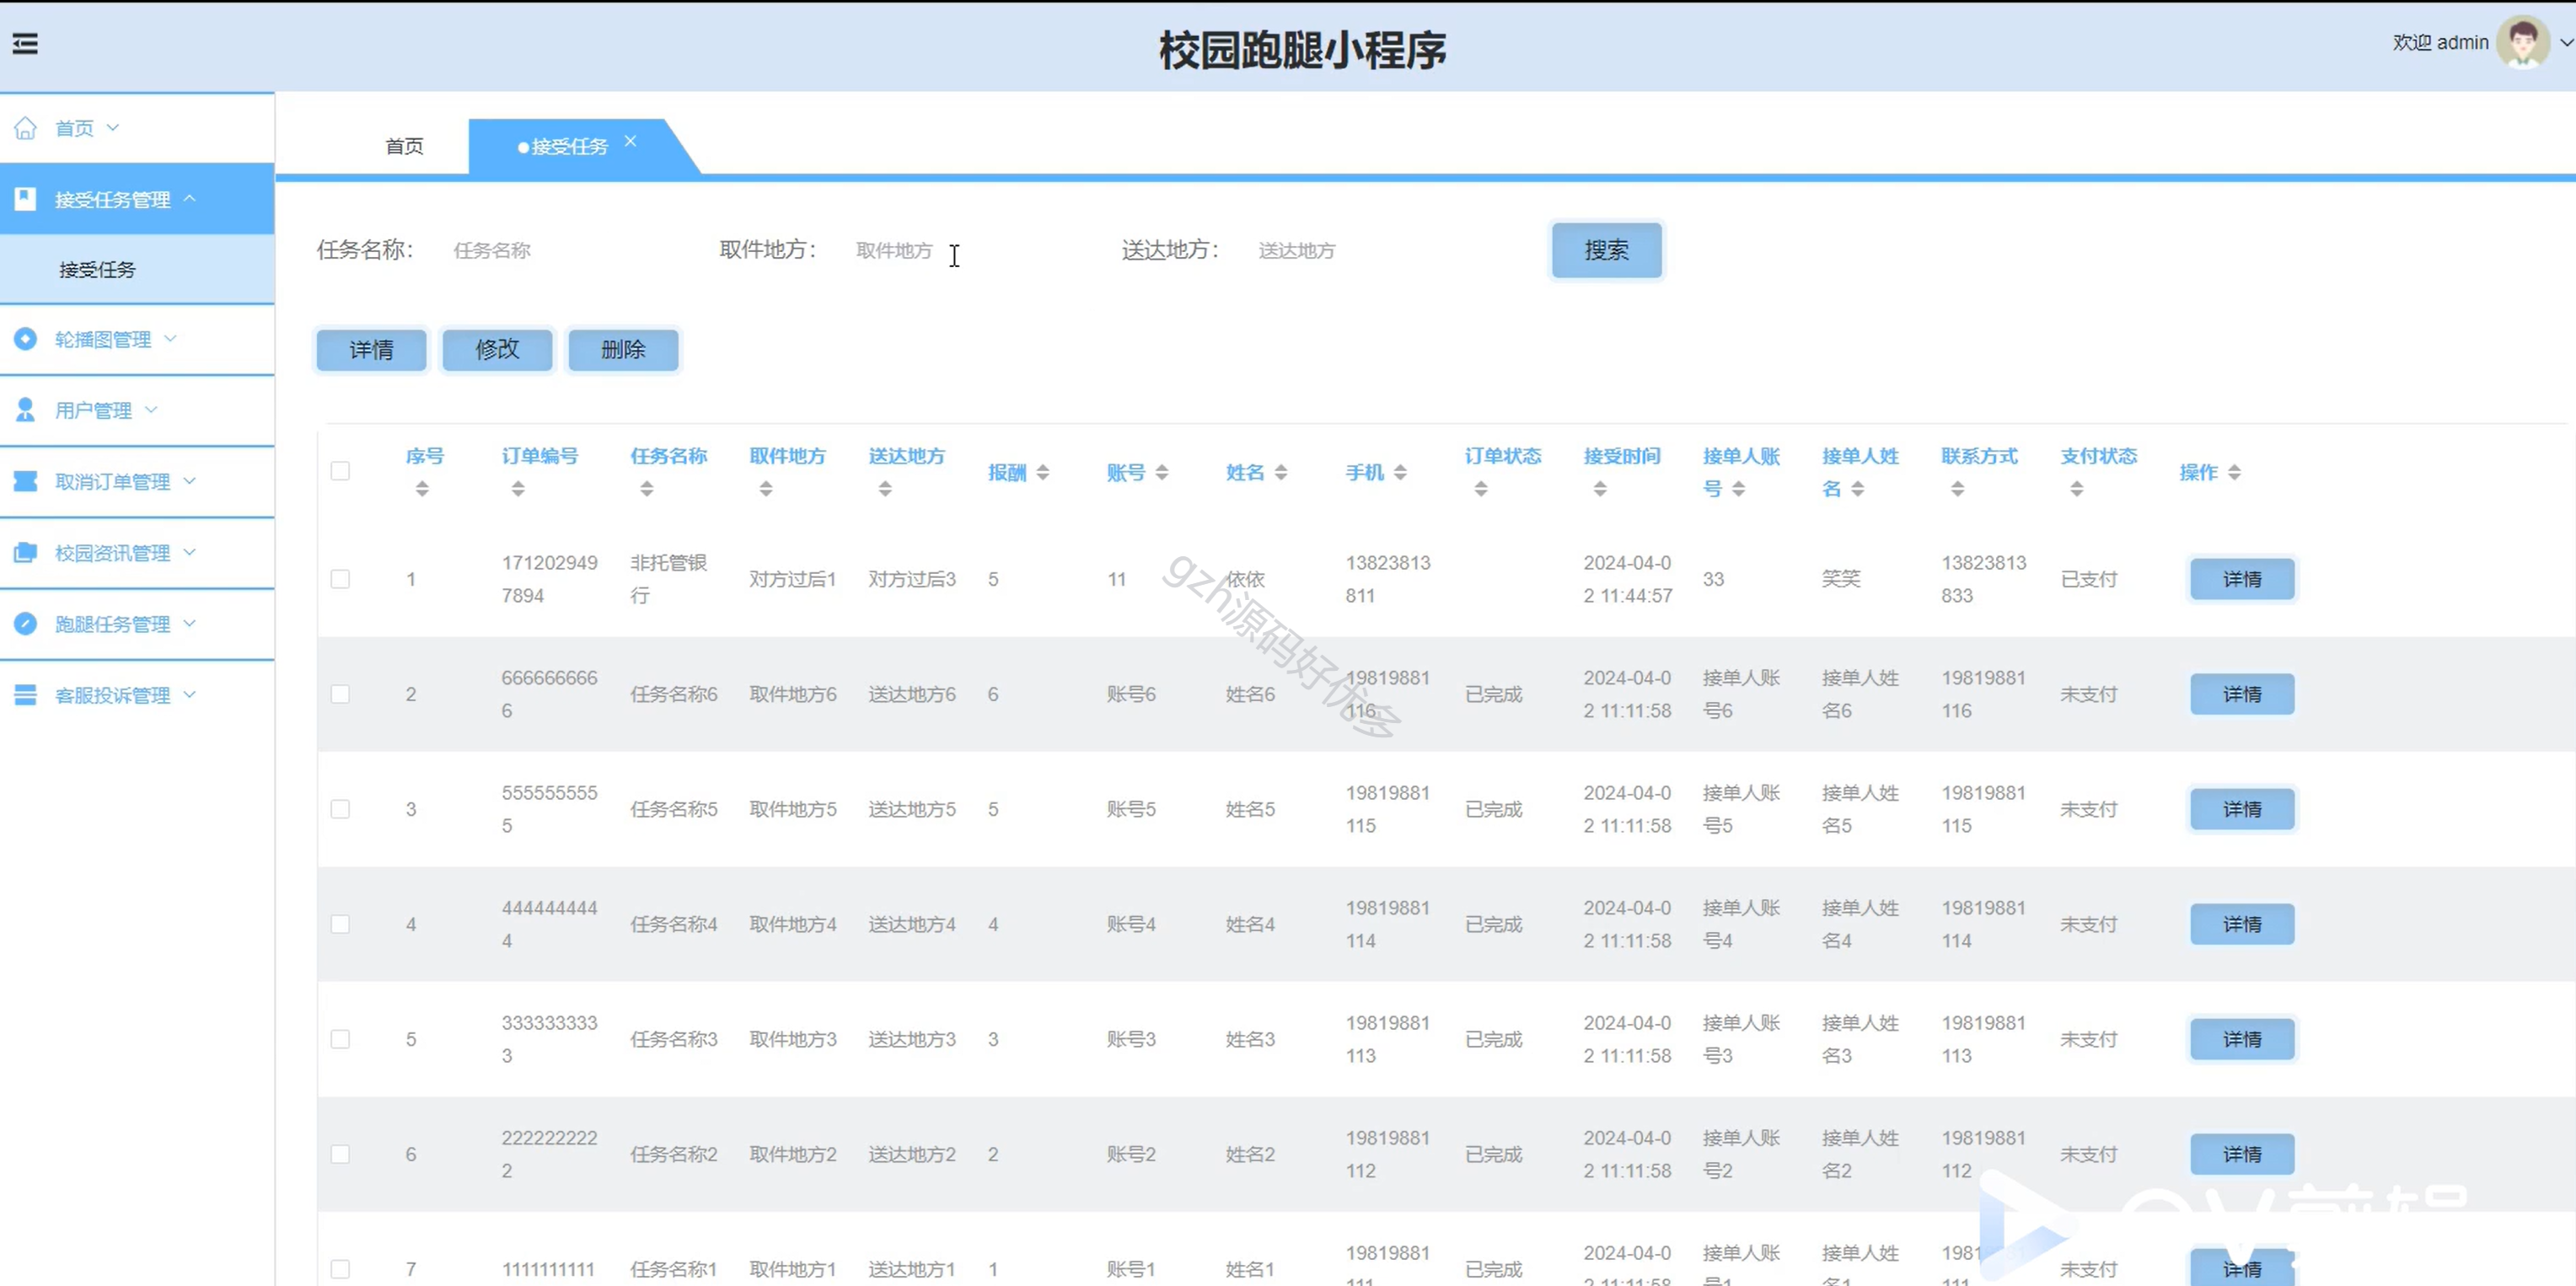 校园跑腿小程序
欢迎 admin
首页
接受任务管理
接受任务
轮播图管理
用户管理
取消订单管理
校园资讯管理
跑腿任务管理
客服投诉管理
首页
接受任务
任务名称： 任务名称 取件地方： 取件地方 送达地方： 送达地方 搜索
详情 修改 删除
序号 订单编号 任务名称 取件地方 送达地方 报酬 账号 姓名 手机 订单状态 接受时间 接单人账号 接单人姓名 联系方式 支付状态 操作
1 1712029497894 非托管银行 对方过后1 对方过后3 5 11 依依 13823813811 2024-04-02 11:44:57 33 笑笑 13823813833 已支付 详情
2 6666666666 任务名称6 取件地方6 送达地方6 6 账号6 姓名6 19819881116 已完成 2024-04-02 11:11:58 接单人账号6 接单人姓名6 19819881116 未支付 详情
3 5555555555 任务名称5 取件地方5 送达地方5 5 账号5 姓名5 19819881115 已完成 2024-04-02 11:11:58 接单人账号5 接单人姓名5 19819881115 未支付 详情
4 4444444444 任务名称4 取件地方4 送达地方4 4 账号4 姓名4 19819881114 已完成 2024-04-02 11:11:58 接单人账号4 接单人姓名4 19819881114 未支付 详情
5 3333333333 任务名称3 取件地方3 送达地方3 3 账号3 姓名3 19819881113 已完成 2024-04-02 11:11:58 接单人账号3 接单人姓名3 19819881113 未支付 详情
6 2222222222 任务名称2 取件地方2 送达地方2 2 账号2 姓名2 19819881112 已完成 2024-04-02 11:11:58 接单人账号2 接单人姓名2 19819881112 未支付 详情
7 1111111111 任务名称1 取件地方1 送达地方1 1 账号1 姓名1 19819881 已完成 2024-04-0 接单人账 接单人姓 未支付 详情
gzh源码好优多